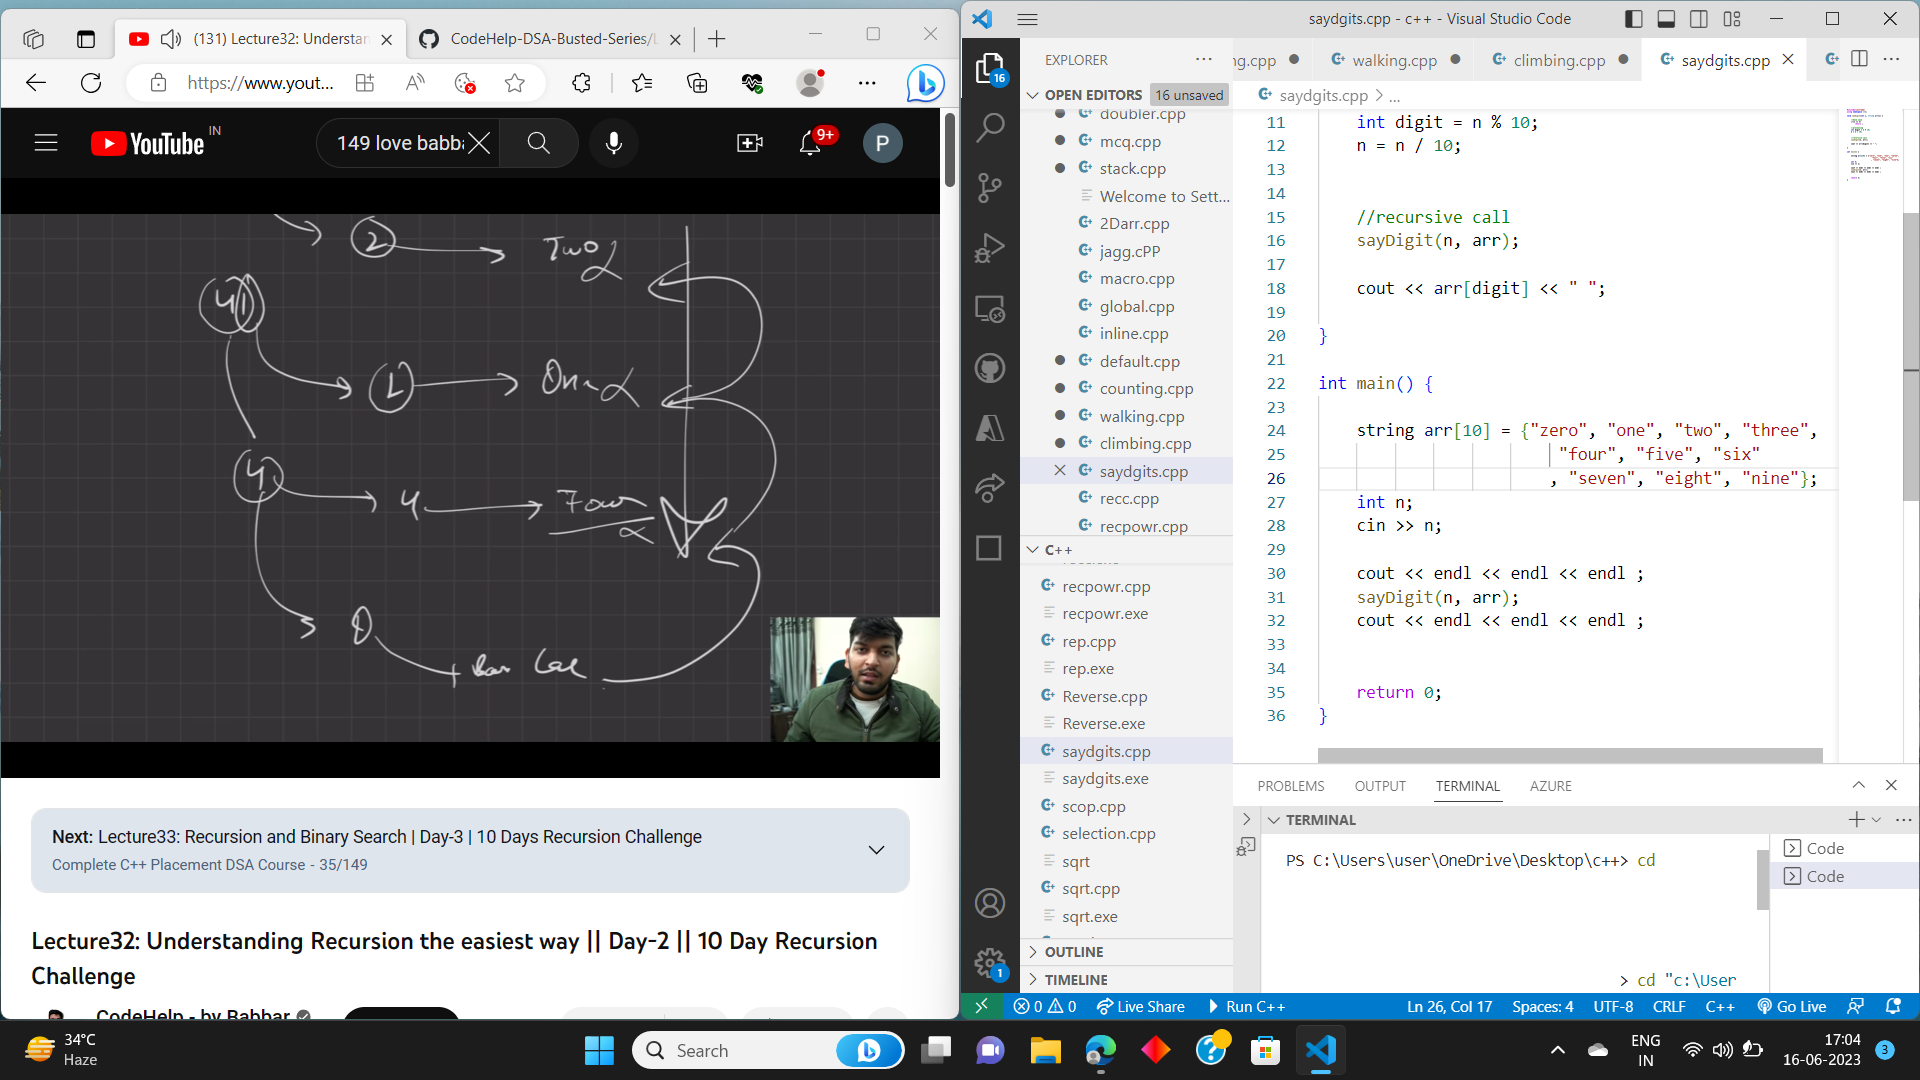 (131) Lecture32: Understan
CodeHelp-DSA-Busted-Series/L
https://www.yout...
YouTube IN
149 love babba
9+
P
2 Two
41
1 One
4 4 Four
0 Bas Cae
Next: Lecture33: Recursion and Binary Search | Day-3 | 10 Days Recursion Challenge
Complete C++ Placement DSA Course - 35/149
Lecture32: Understanding Recursion the easiest way || Day-2 || 10 Day Recursion
Challenge
CodeHelp - by Babbar
saydgits.cpp - c++ - Visual Studio Code
16
EXPLORER
OPEN EDITORS 16 unsaved
doubler.cpp
mcq.cpp
stack.cpp
Welcome to Sett...
2Darr.cpp
jagg.cPP
macro.cpp
global.cpp
inline.cpp
default.cpp
counting.cpp
walking.cpp
climbing.cpp
saydgits.cpp
recc.cpp
recpowr.cpp
C++
recpowr.cpp
recpowr.exe
rep.cpp
rep.exe
Reverse.cpp
Reverse.exe
saydgits.cpp
saydgits.exe
scop.cpp
selection.cpp
sqrt
sqrt.cpp
sqrt.exe
OUTLINE
TIMELINE
1
ng.cpp walking.cpp climbing.cpp saydgits.cpp
saydgits.cpp > ...
11 int digit = n % 10;
12 n = n / 10;
13
14
15 //recursive call
16 sayDigit(n, arr);
17
18 cout << arr[digit] << " ";
19
20 }
21
22 int main() {
23
24 string arr[10] = {"zero", "one", "two", "three",
25 "four", "five", "six"
26 , "seven", "eight", "nine"};
27 int n;
28 cin >> n;
29
30 cout << endl << endl << endl ;
31 sayDigit(n, arr);
32 cout << endl << endl << endl ;
33
34
35 return 0;
36 }
PROBLEMS OUTPUT TERMINAL AZURE
TERMINAL
PS C:\Users\user\OneDrive\Desktop\c++> cd
> cd "c:\User
Code
Code
0 0 Live Share Run C++ Ln 26, Col 17 Spaces: 4 UTF-8 CRLF C++ Go Live
34°C
Haze
Search
ENG
IN
17:04
16-06-2023
3